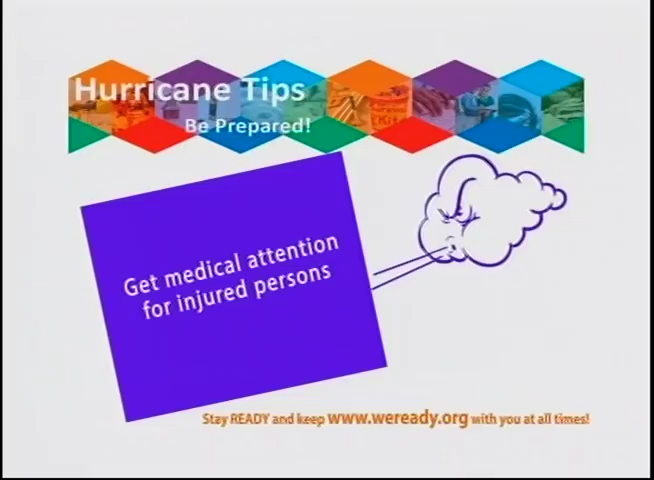 Hurricane Tips
Be Prepared!
Get medical attention
for injured persons
Stay READY and keep www.weready.org with you at all times!